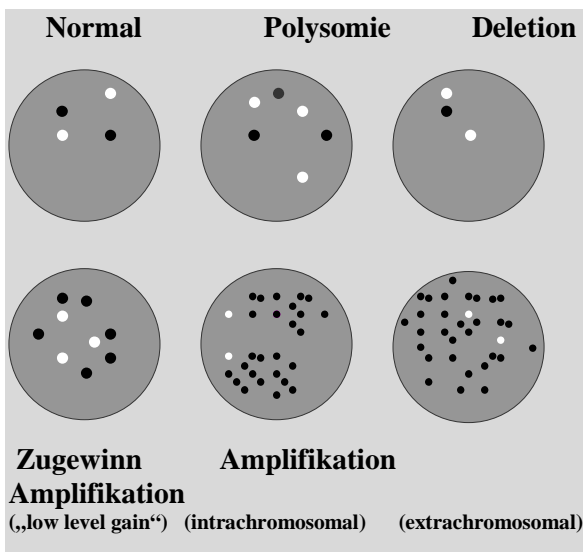 Normal Polysomie Deletion
Zugewinn Amplifikation
Amplifikation
(„low level gain“) (intrachromosomal) (extrachromosomal)